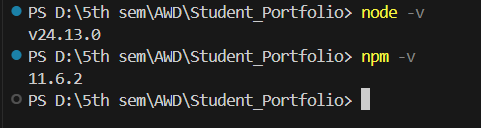 PS D:\5th sem\AWD\Student_Portfolio> node -v
v24.13.0
PS D:\5th sem\AWD\Student_Portfolio> npm -v
11.6.2
PS D:\5th sem\AWD\Student_Portfolio>